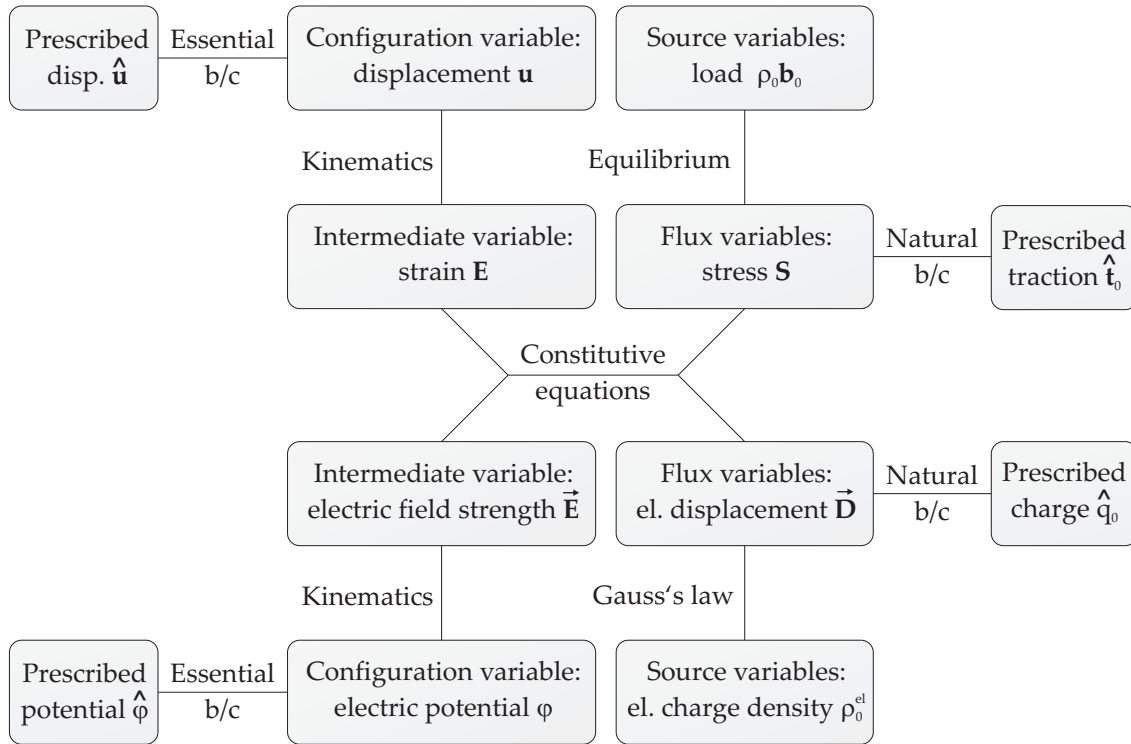 Prescribed
disp. û
Essential
b/c
Configuration variable:
displacement u
Source variables:
load ρ₀b₀
Kinematics
Equilibrium
Intermediate variable:
strain E
Flux variables:
stress S
Natural
b/c
Prescribed
traction t̂₀
Constitutive
equations
Intermediate variable:
electric field strength E⃗
Flux variables:
el. displacement D⃗
Natural
b/c
Prescribed
charge q̂₀
Kinematics
Gauss‘s law
Prescribed
potential φ̂
Essential
b/c
Configuration variable:
electric potential φ
Source variables:
el. charge density ρ₀ᵉˡ